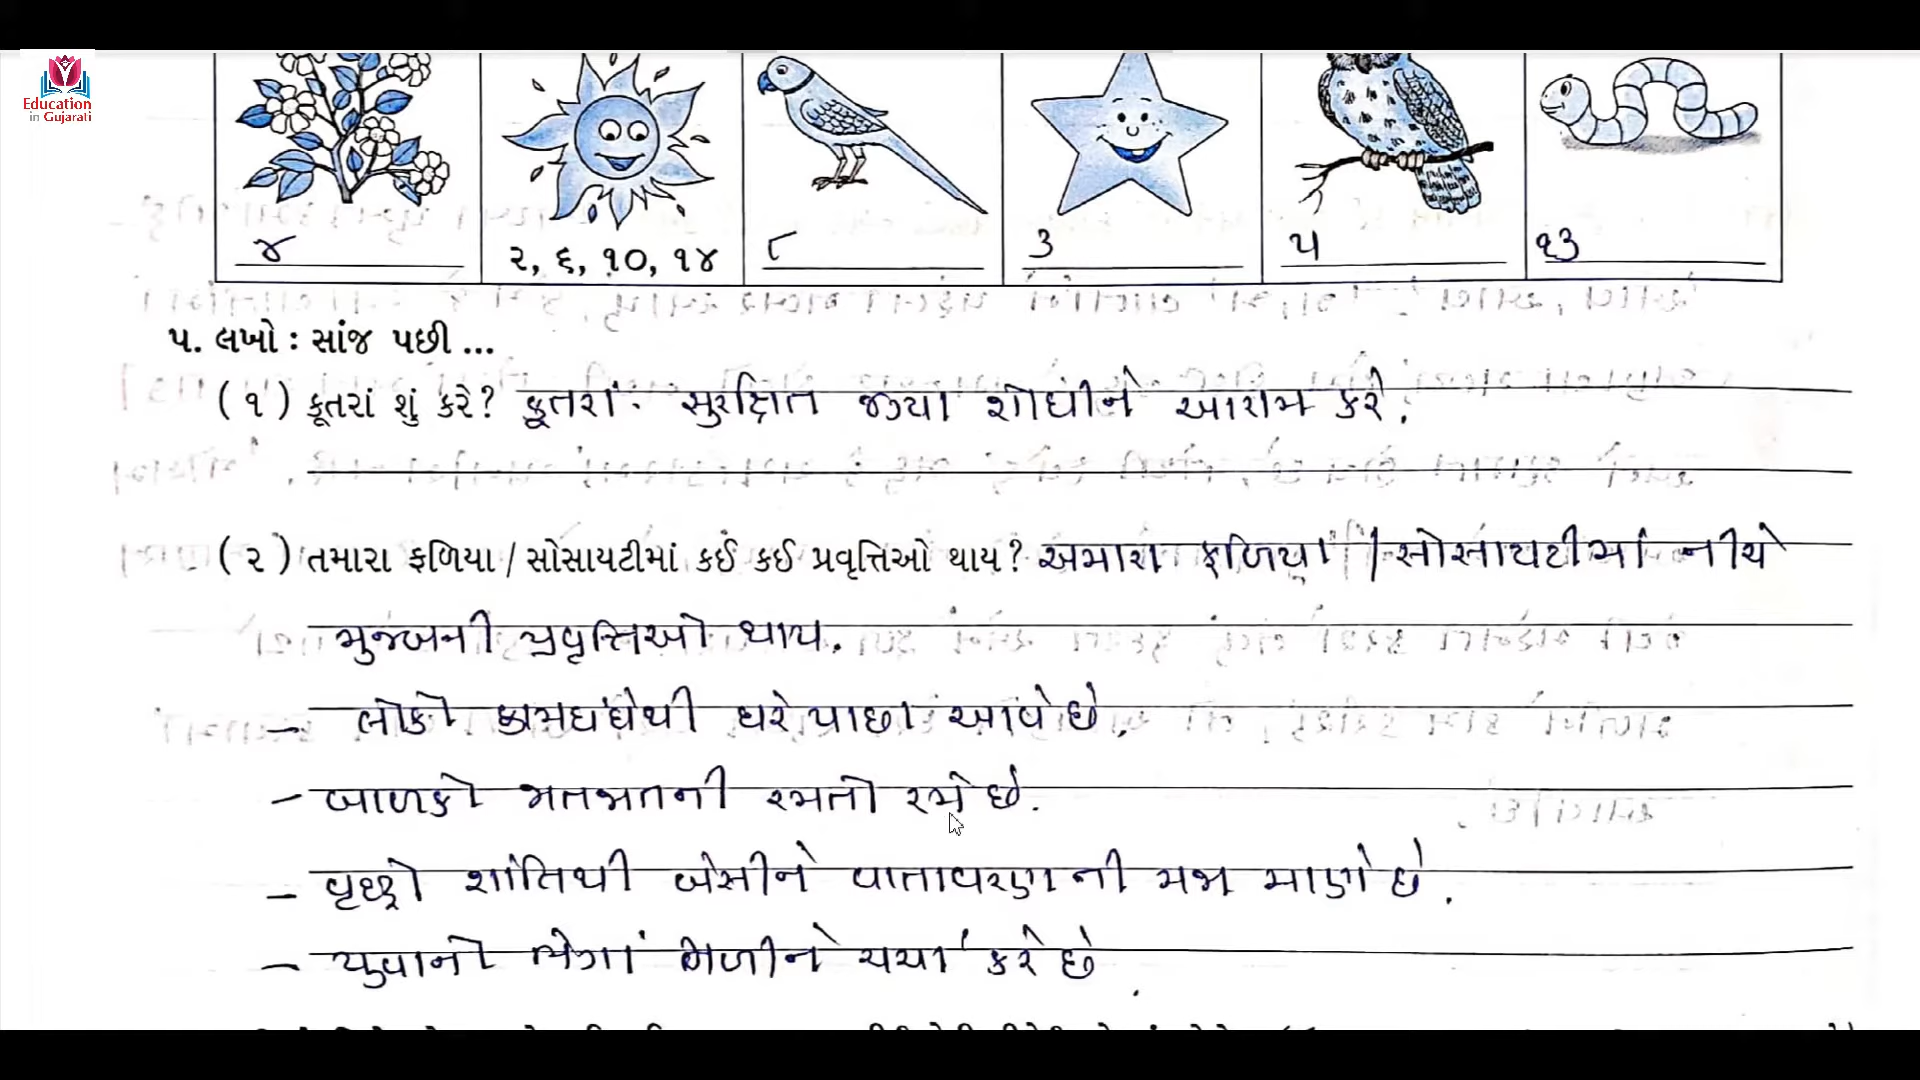 Education
in Gujarati
૪ ૨, ૬, ૧૦, ૧૪ ૮ ૩ ૫ ૧૩
૫. લખો : સાંજ પછી ...
(૧) કૂતરાં શું કરે? કૂતરાં સુરક્ષિત જગ્યા શોધીને આરામ કરે.
(૨) તમારા ફળિયા / સોસાયટીમાં કઈ કઈ પ્રવૃત્તિઓ થાય? અમારા ફળિયા / સોસાયટીમાં નીચે
મુજબની પ્રવૃત્તિઓ થાય.
– લોકો કામધંધેથી ઘરે પાછા આવે છે.
– બાળકો જાતજાતની રમતો રમે છે.
– વૃદ્ધો શાંતિથી બેસીને વાતાવરણની મજા માણે છે.
– યુવાનો ભેગાં મળીને ચર્ચા કરે છે.